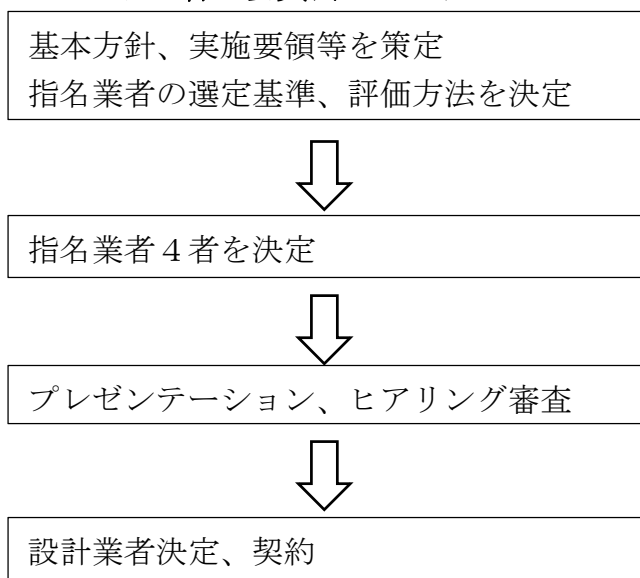 基本方針、実施要領等を策定
指名業者の選定基準、評価方法を決定
指名業者４者を決定
プレゼンテーション、ヒアリング審査
設計業者決定、契約